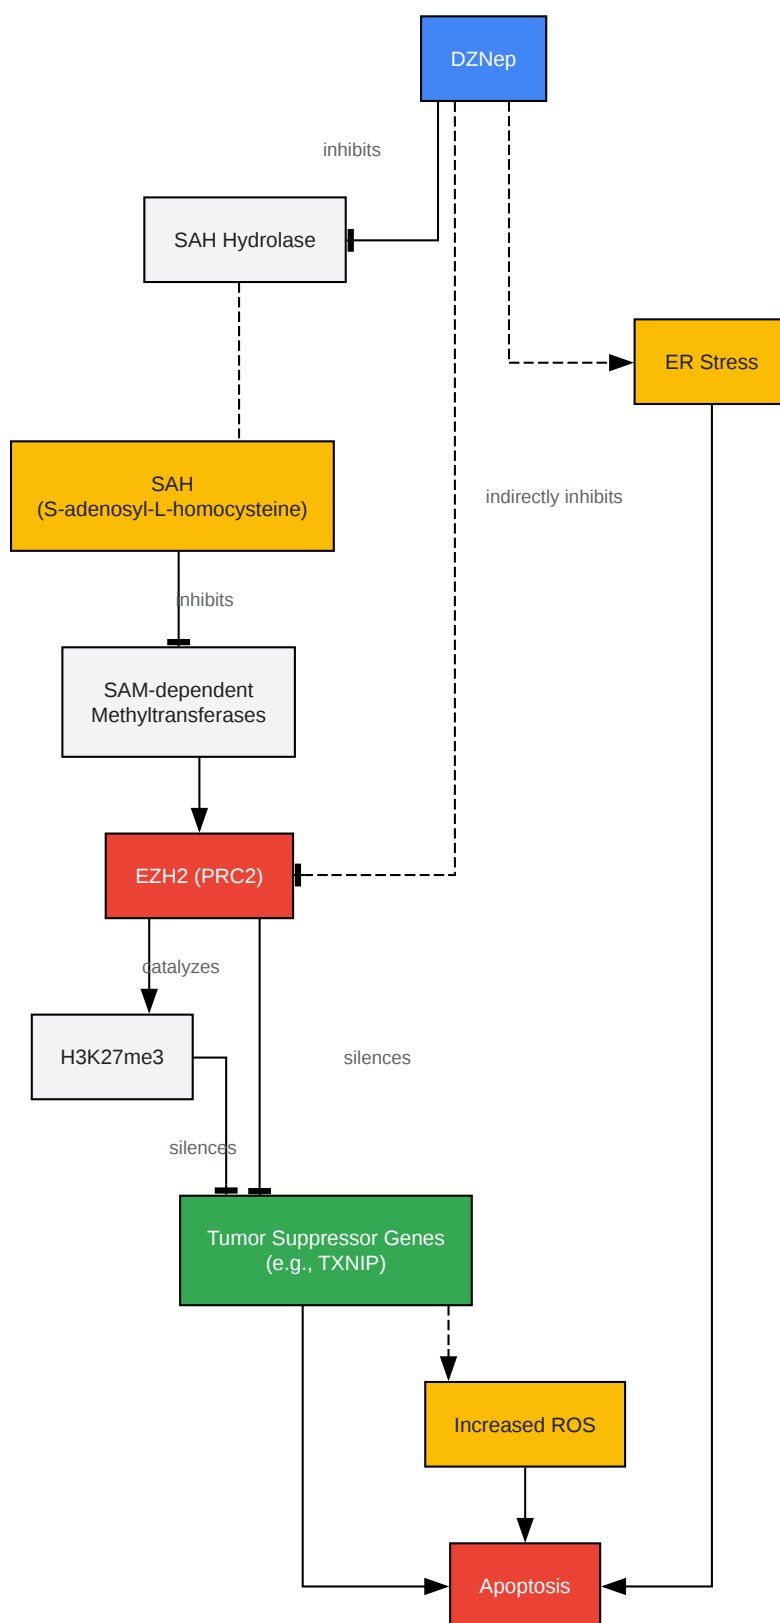 DZNep
inhibits
SAH Hydrolase
ER Stress
SAH
(S-adenosyl-L-homocysteine)
indirectly inhibits
inhibits
SAM-dependent
Methyltransferases
EZH2 (PRC2)
catalyzes
H3K27me3
silences
silences
Tumor Suppressor Genes
(e.g., TXNIP)
Increased ROS
Apoptosis